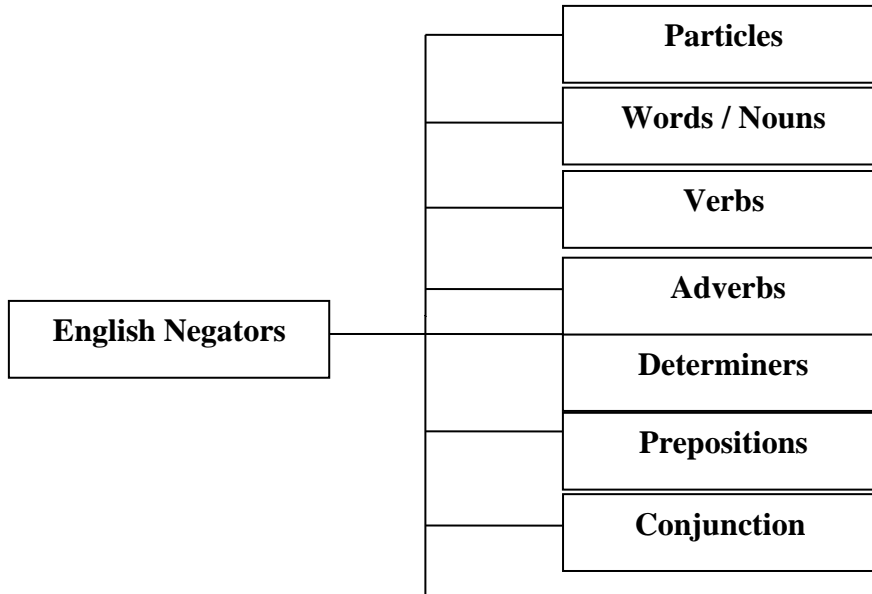 Particles
Words / Nouns
Verbs
Adverbs
English Negators
Determiners
Prepositions
Conjunction